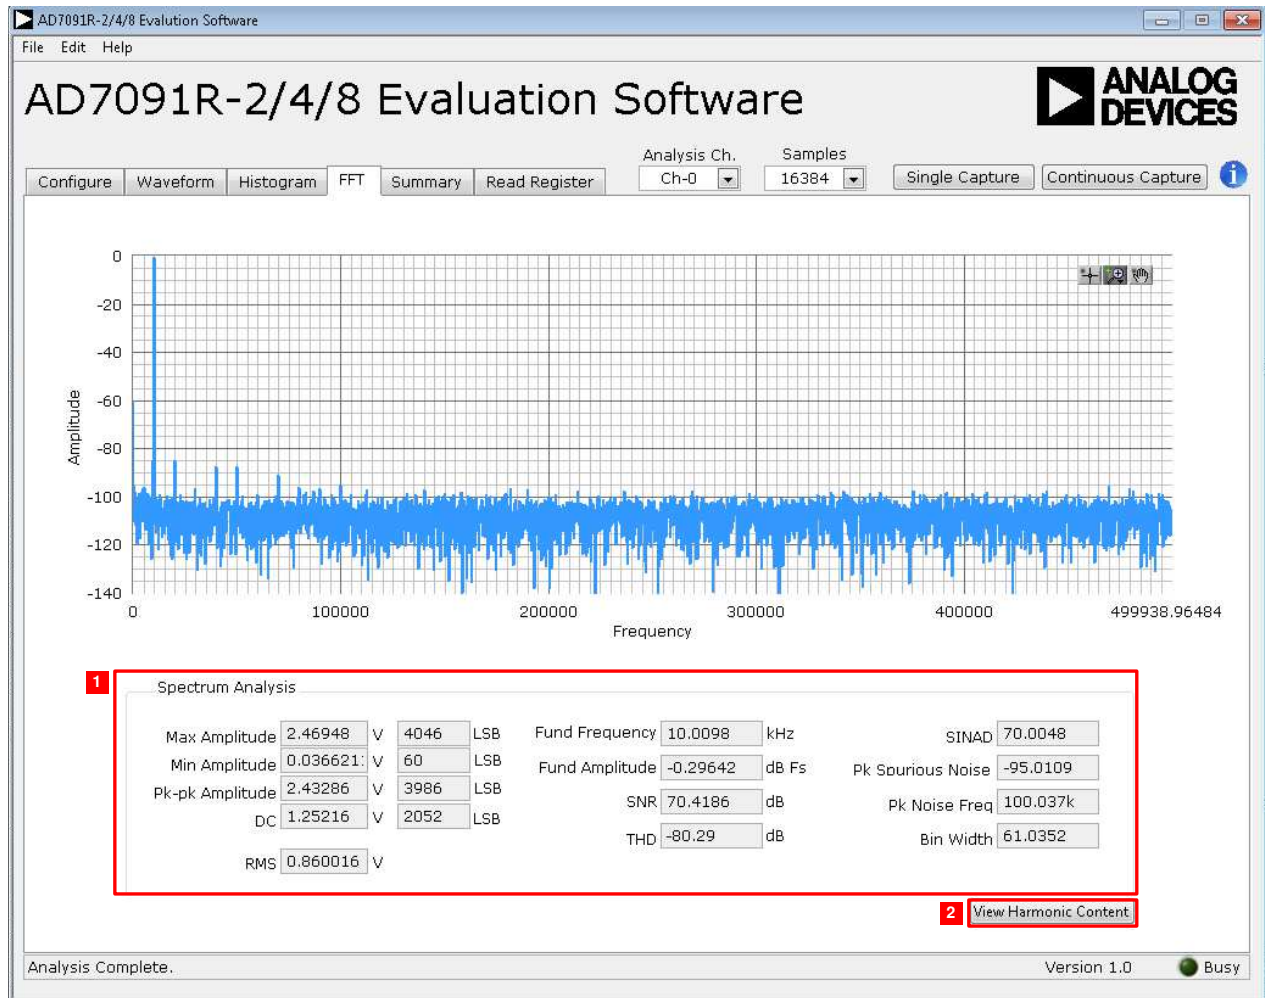 AD7091R-2/4/8 Evalution Software
File Edit Help
AD7091R-2/4/8 Evaluation Software
ANALOG
DEVICES
Analysis Ch. Samples
Configure Waveform Histogram FFT Summary Read Register Ch-0 16384 Single Capture Continuous Capture i
0
-20
-40
-60
-80
-100
-120
-140
Amplitude
0 100000 200000 300000 400000 499938.96484
Frequency
1
Spectrum Analysis
Max Amplitude 2.46948 V 4046 LSB Fund Frequency 10.0098 kHz SINAD 70.0048
Min Amplitude 0.036621 V 60 LSB Fund Amplitude -0.29642 dB Fs Pk Spurious Noise -95.0109
Pk-pk Amplitude 2.43286 V 3986 LSB SNR 70.4186 dB Pk Noise Freq 100.037k
DC 1.25216 V 2052 LSB THD -80.29 dB Bin Width 61.0352
RMS 0.860016 V
2 View Harmonic Content
Analysis Complete. Version 1.0 Busy